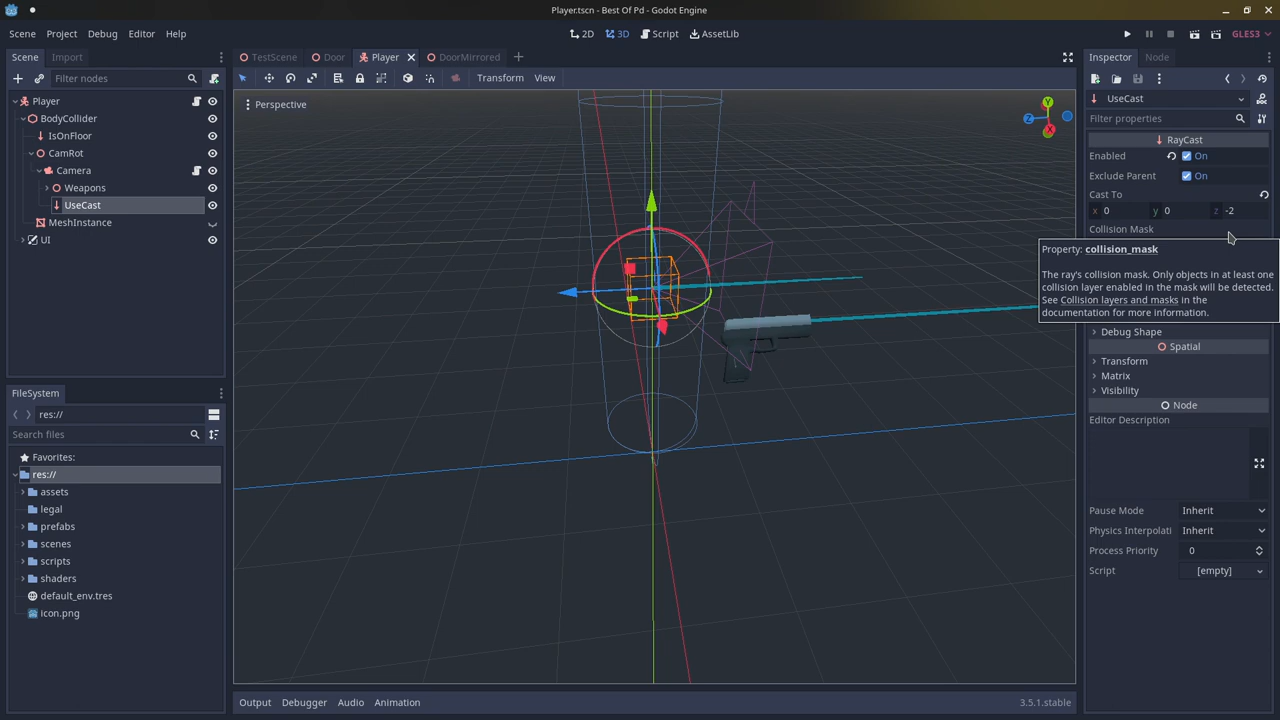 Player.tscn - Best Of Pd - Godot Engine
Scene Project Debug Editor Help
2D 3D Script AssetLib
GLES3
Scene Import
TestScene Door Player DoorMirrored
Inspector Node
Filter nodes
Transform View
UseCast
Filter properties
Player
BodyCollider
IsOnFloor
CamRot
Camera
Weapons
UseCast
MeshInstance
UI
Perspective
Y
Z
X
RayCast
Enabled On
Exclude Parent On
Cast To
x 0 y 0 z -2
Collision Mask
Property: collision_mask
The ray's collision mask. Only objects in at least one
collision layer enabled in the mask will be detected.
See Collision layers and masks in the
documentation for more information.
Debug Shape
Spatial
Transform
Matrix
Visibility
Node
Editor Description
Pause Mode Inherit
Physics Interpolati Inherit
Process Priority 0
Script [empty]
FileSystem
res://
Search files
Favorites:
res://
assets
legal
prefabs
scenes
scripts
shaders
default_env.tres
icon.png
Output Debugger Audio Animation
3.5.1.stable